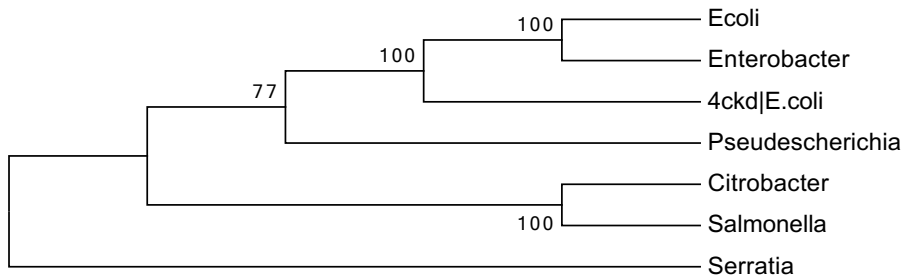 Ecoli
100
Enterobacter
100
4ckd|E.coli
77
Pseudescherichia
Citrobacter
Salmonella
100
Serratia